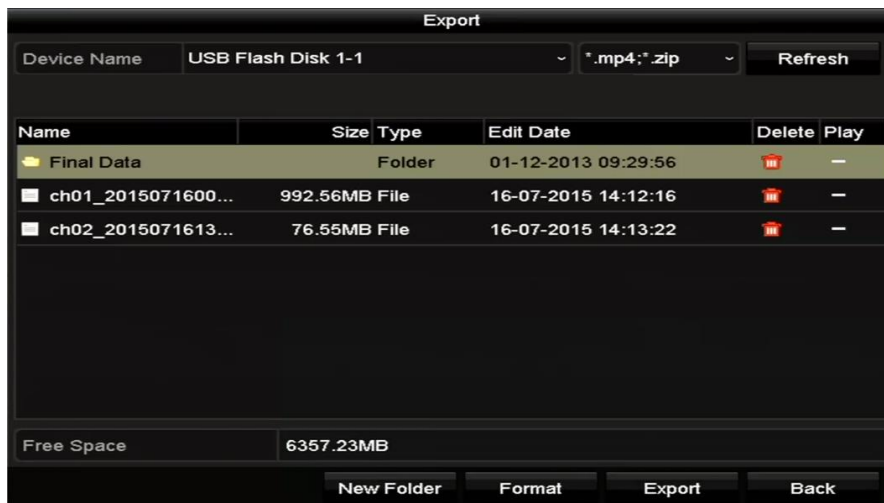 Export
Device Name USB Flash Disk 1-1 *.mp4;*.zip Refresh
Name Size Type Edit Date Delete Play
Final Data Folder 01-12-2013 09:29:56
ch01_2015071600... 992.56MB File 16-07-2015 14:12:16
ch02_2015071613... 76.55MB File 16-07-2015 14:13:22
Free Space 6357.23MB
New Folder Format Export Back